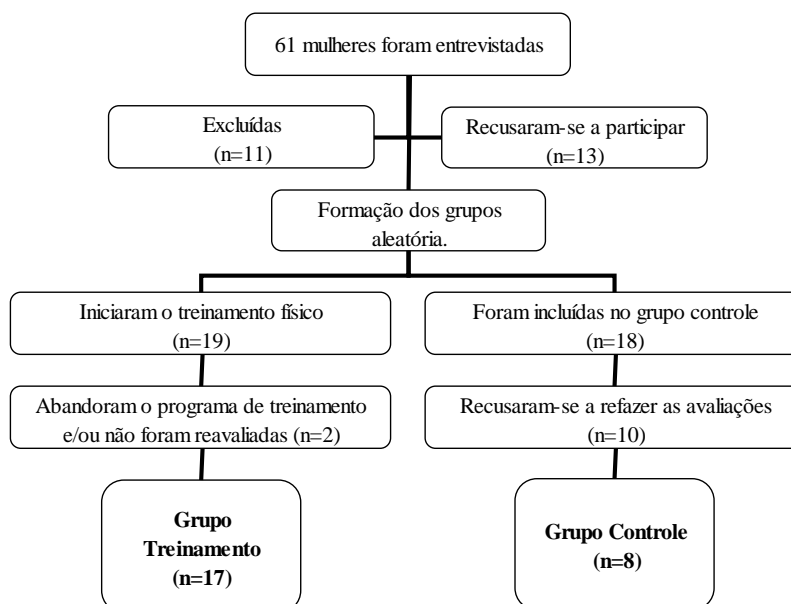 61 mulheres foram entrevistadas
Excluídas
(n=11)
Recusaram-se a participar
(n=13)
Formação dos grupos
aleatória.
Iniciaram o treinamento físico
(n=19)
Foram incluídas no grupo controle
(n=18)
Abandoram o programa de treinamento
e/ou não foram reavaliadas (n=2)
Recusaram-se a refazer as avaliações
(n=10)
Grupo
Treinamento
(n=17)
Grupo Controle
(n=8)